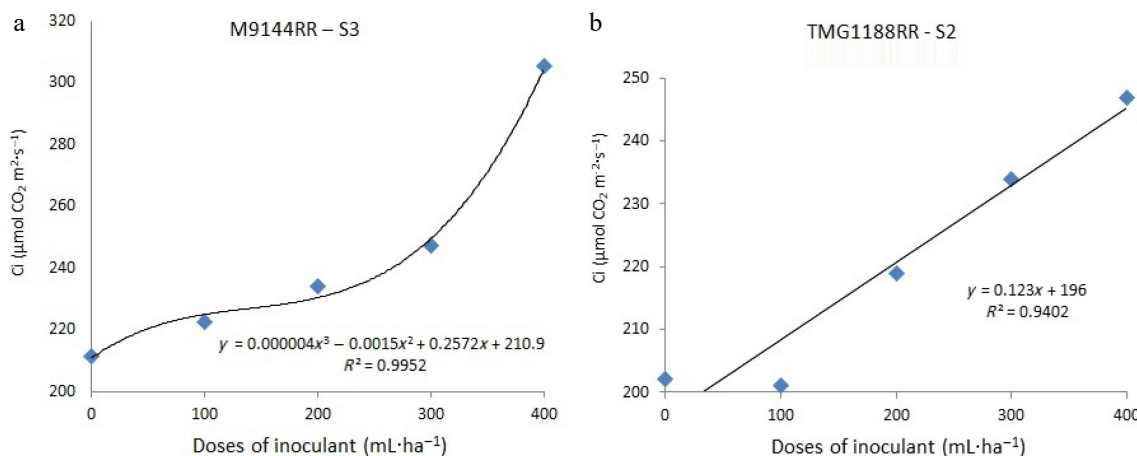 a
M9144RR – S3
Ci (µmol CO₂ m²·s⁻¹)
320
300
280
260
240
220
200
y = 0.000004x³ − 0.0015x² + 0.2572x + 210.9
R² = 0.9952
0 100 200 300 400
Doses of inoculant (mL·ha⁻¹)
b
TMG1188RR - S2
Ci (µmol CO₂ m⁻²·s⁻¹)
250
240
230
220
210
200
y = 0.123x + 196
R² = 0.9402
0 100 200 300 400
Doses of inoculant (mL·ha⁻¹)